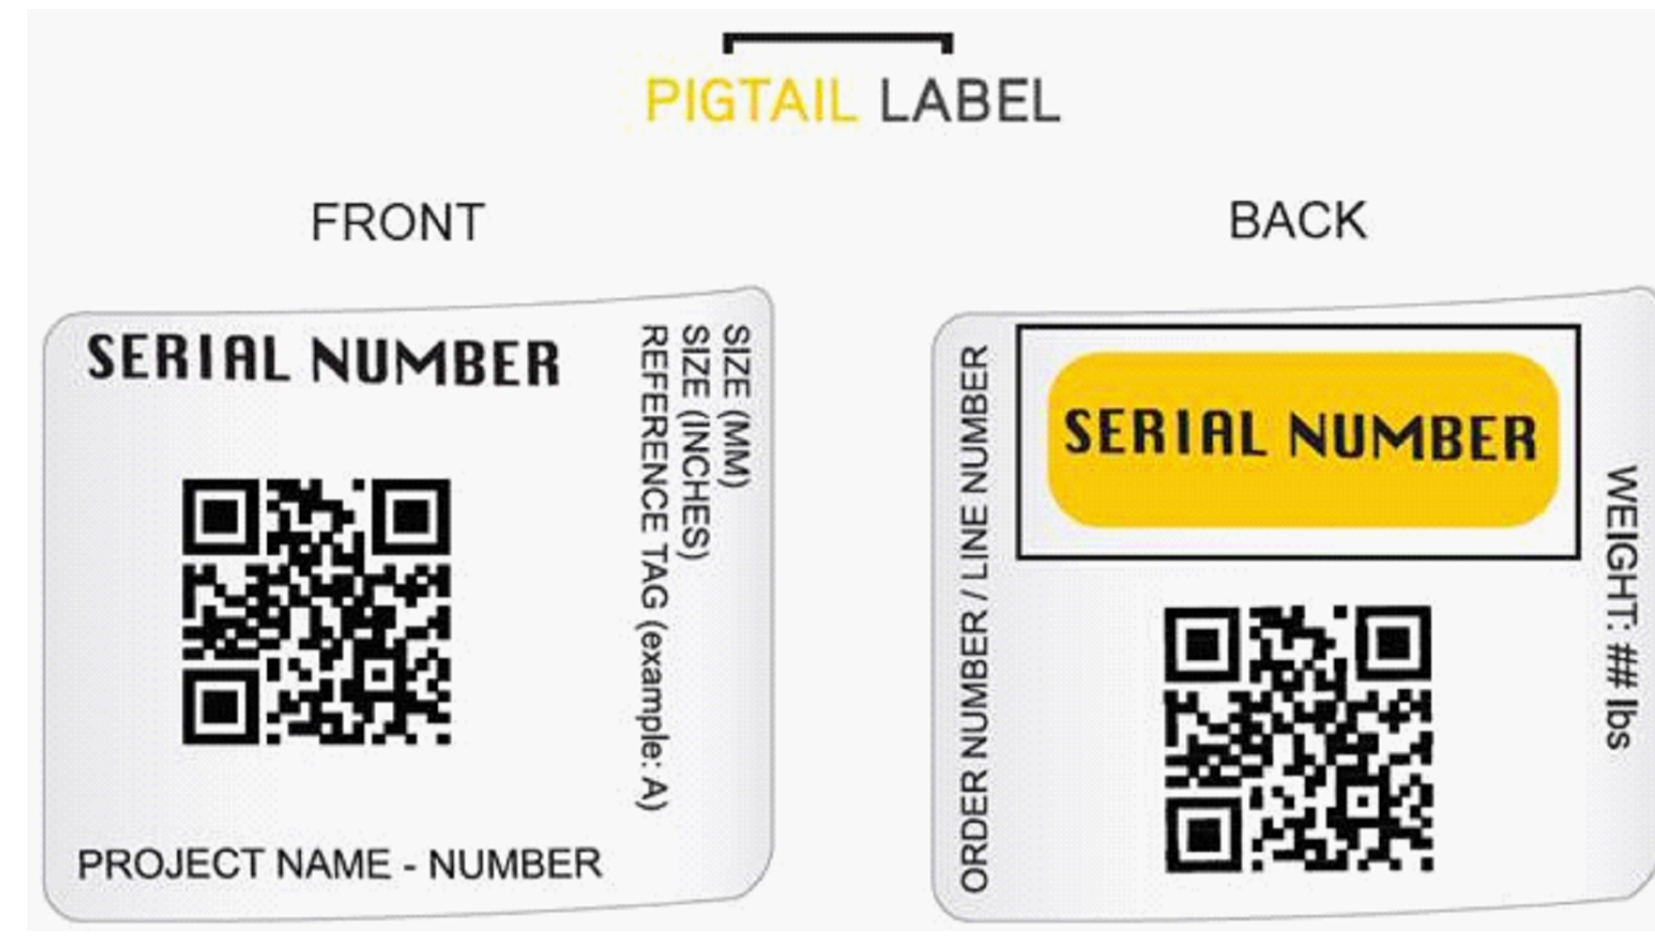 PIGTAIL LABEL
FRONT
BACK
SERIAL NUMBER
SIZE (MM)
SIZE (INCHES)
REFERENCE TAG (example: A)
PROJECT NAME - NUMBER
ORDER NUMBER / LINE NUMBER
SERIAL NUMBER
WEIGHT: ## lbs